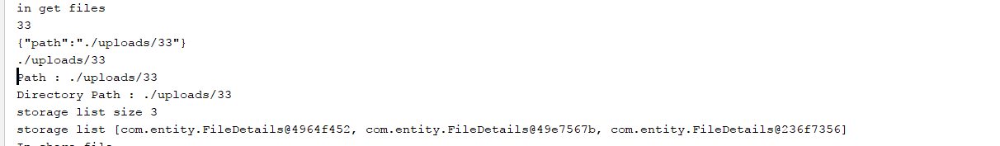 in get files
33
{"path":"./uploads/33"}
./uploads/33
Path : ./uploads/33
Directory Path : ./uploads/33
storage list size 3
storage list [com.entity.FileDetails@4964f452, com.entity.FileDetails@49e7567b, com.entity.FileDetails@236f7356]